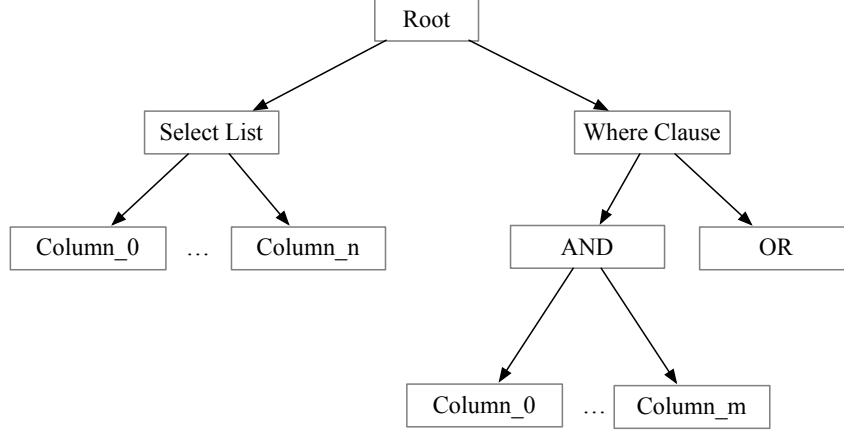 Root
Select List
Where Clause
Column_0 … Column_n
AND
OR
Column_0 … Column_m